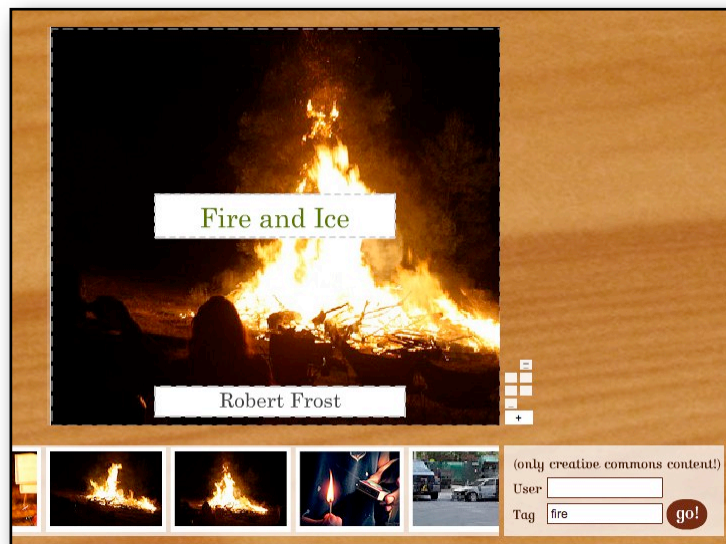 Fire and Ice
Robert Frost
+
(only creative commons content!)
User
Tag fire go!